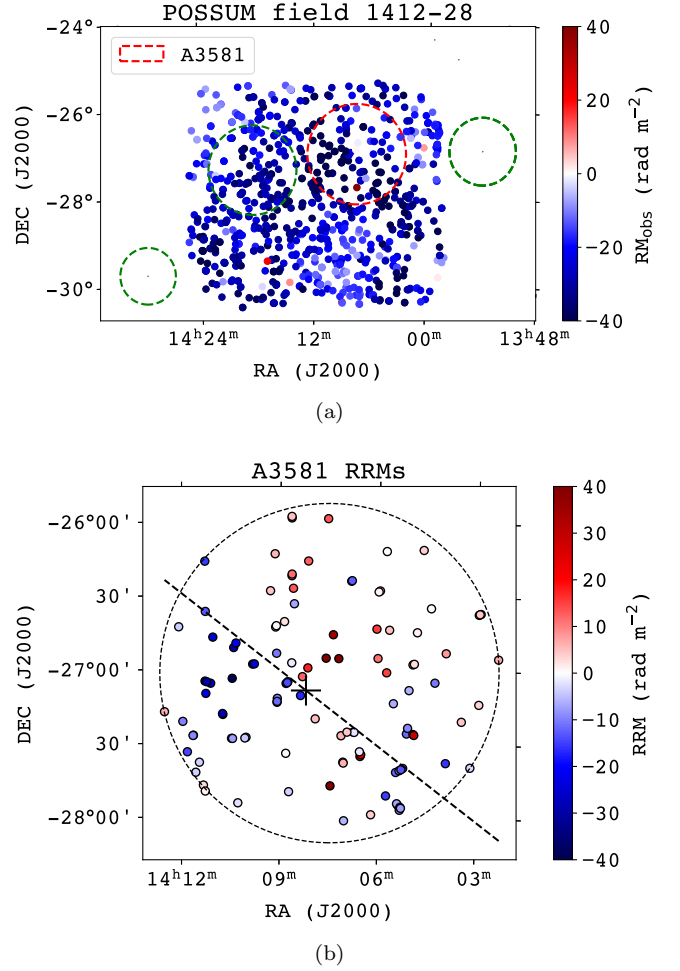 POSSUM field 1412-28
A3581
-24°
-26°
-28°
-30°
DEC (J2000)
14ʰ24ᵐ 12ᵐ 00ᵐ 13ʰ48ᵐ
RA (J2000)
40
20
0
−20
−40
RM_obs (rad m⁻²)
(a)
A3581 RRMs
-26°00'
30'
-27°00'
30'
-28°00'
DEC (J2000)
14ʰ12ᵐ 09ᵐ 06ᵐ 03ᵐ
RA (J2000)
40
30
20
10
0
−10
−20
−30
−40
RRM (rad m⁻²)
(b)